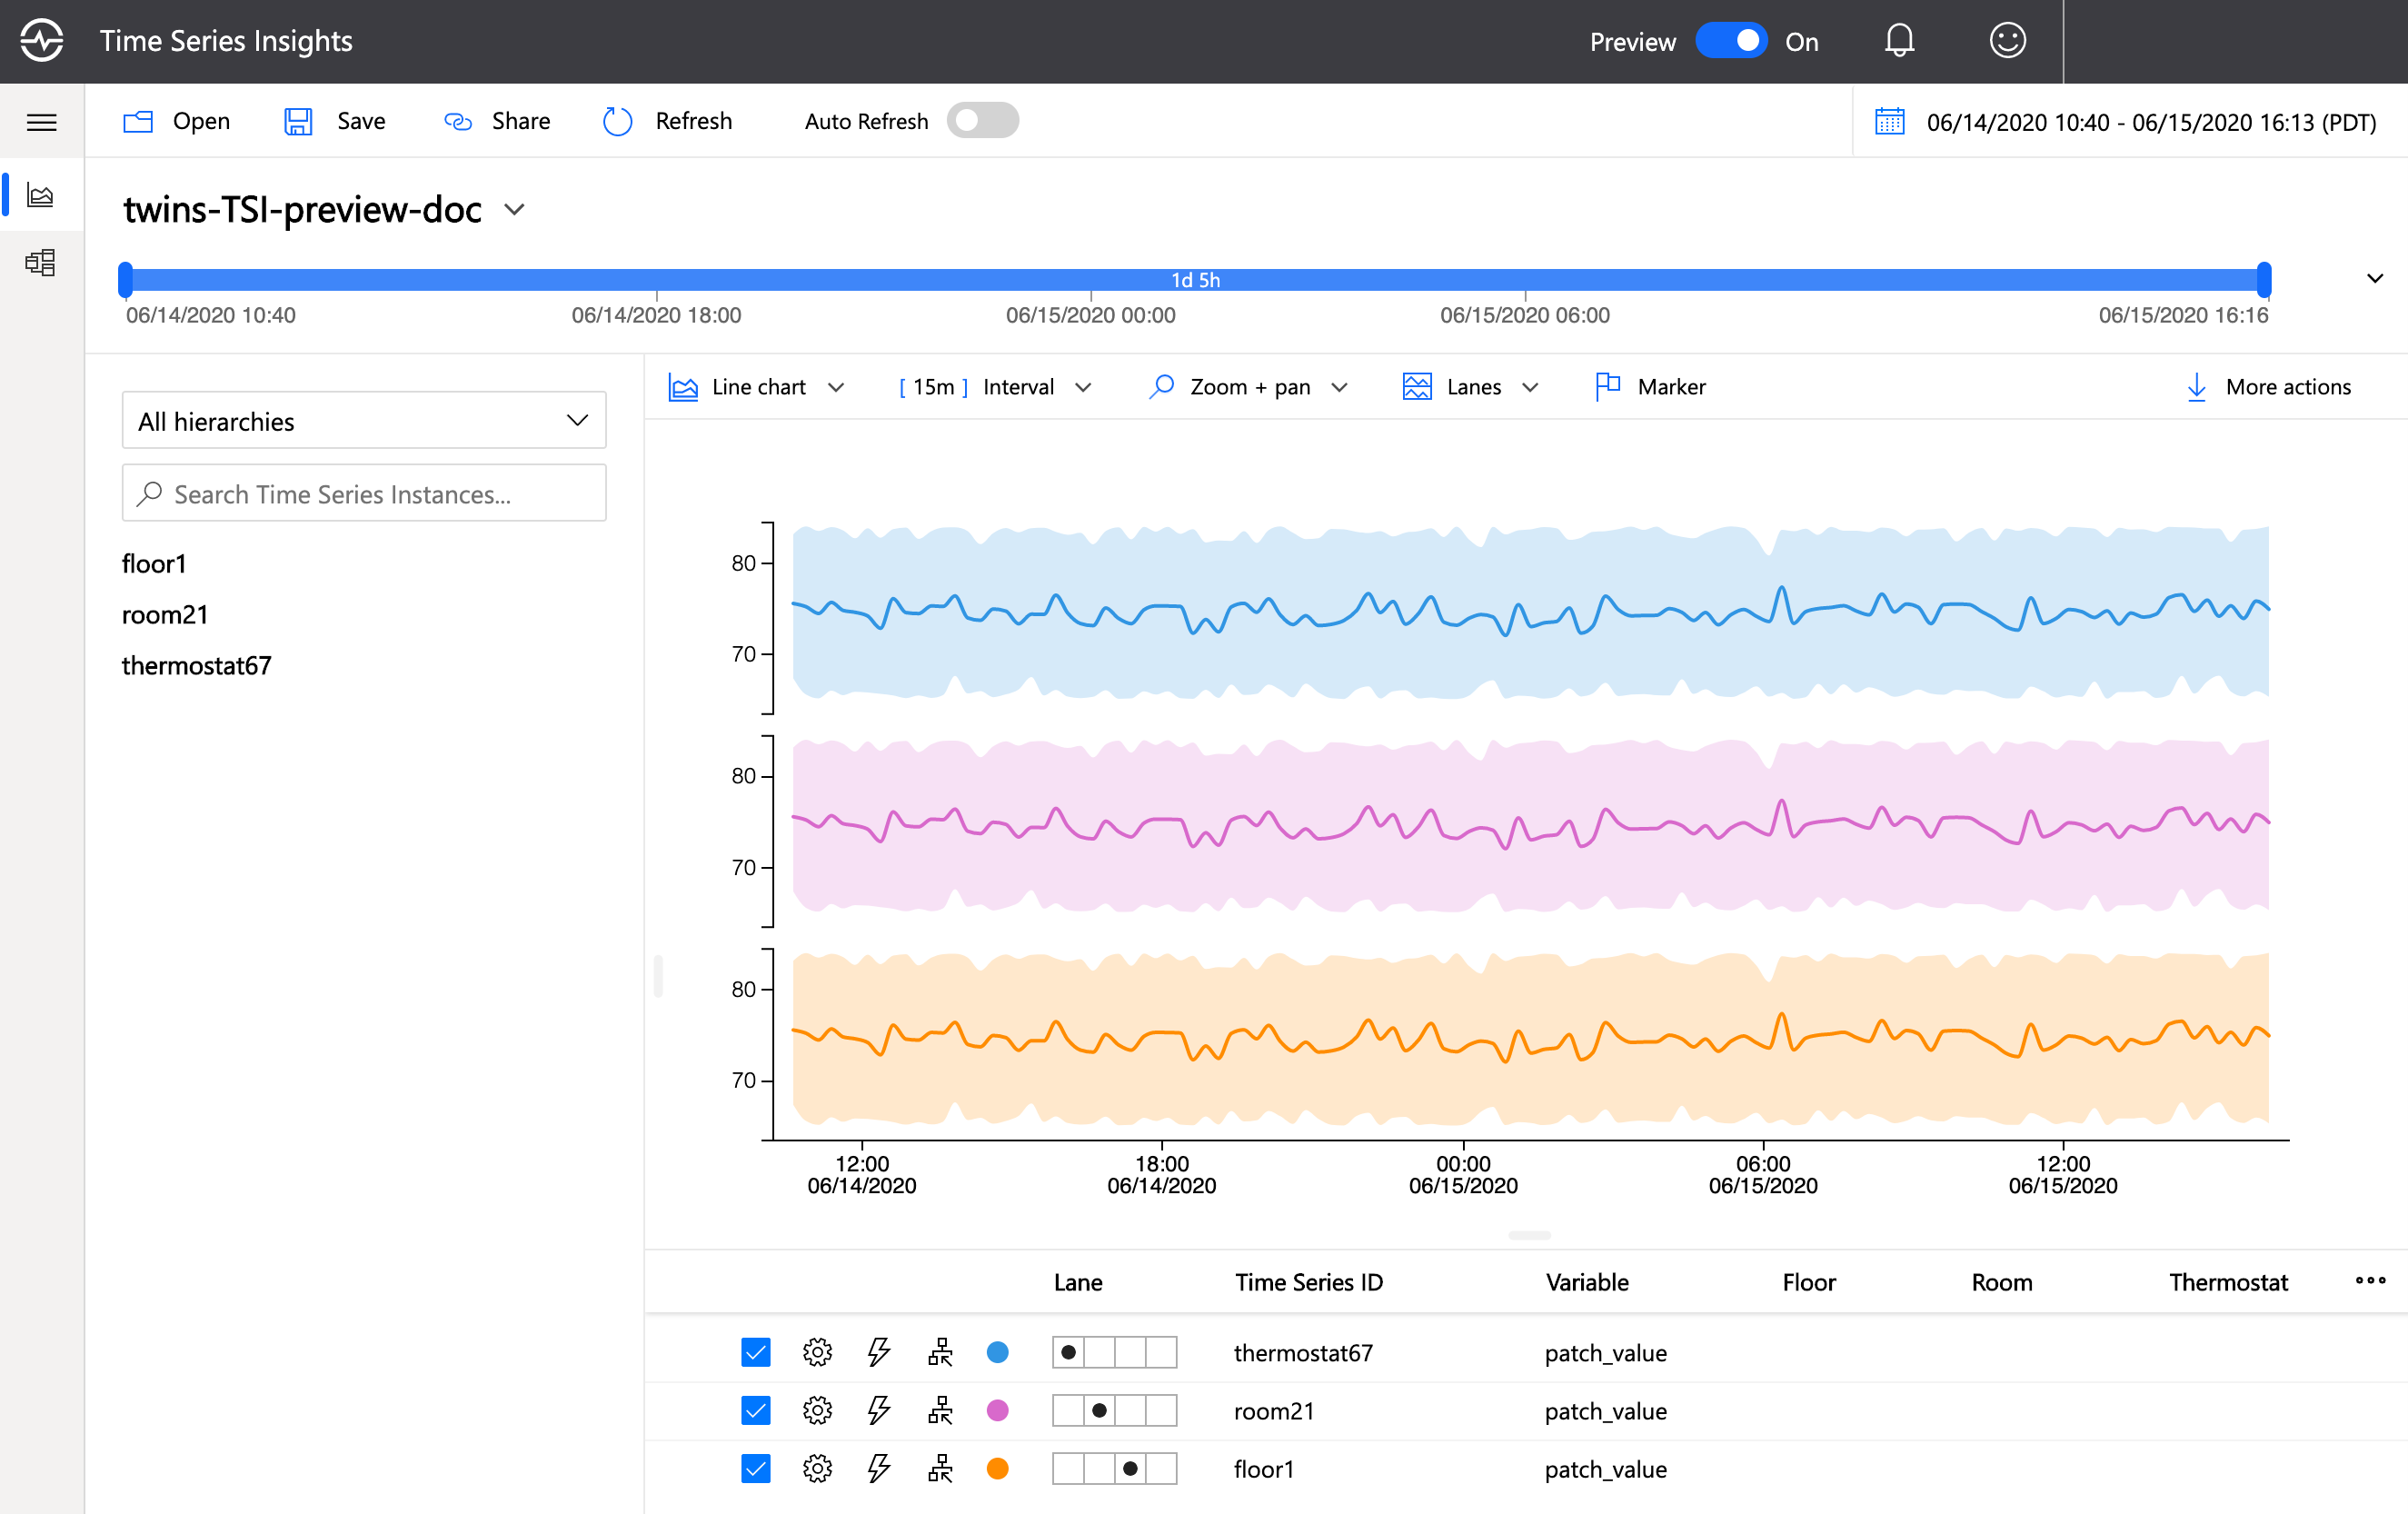 Time Series Insights
Preview On
Open Save Share Refresh Auto Refresh 06/14/2020 10:40 - 06/15/2020 16:13 (PDT)
twins-TSI-preview-doc
1d 5h
06/14/2020 10:40 06/14/2020 18:00 06/15/2020 00:00 06/15/2020 06:00 06/15/2020 16:16
Line chart [ 15m ] Interval Zoom + pan Lanes Marker More actions
All hierarchies
Search Time Series Instances...
floor1
room21
thermostat67
80
70
80
70
80
70
12:00 18:00 00:00 06:00 12:00
06/14/2020 06/14/2020 06/15/2020 06/15/2020 06/15/2020
Lane Time Series ID Variable Floor Room Thermostat
thermostat67 patch_value
room21 patch_value
floor1 patch_value